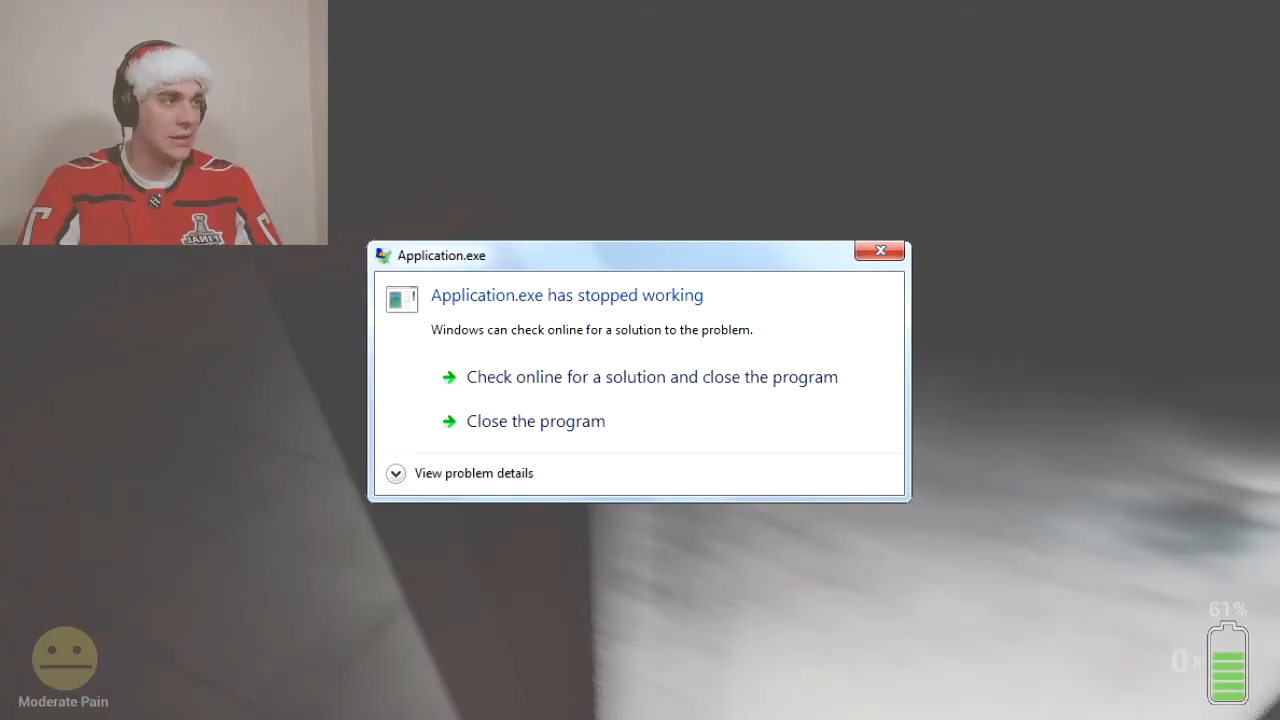 LANIF
Application.exe
Application.exe has stopped working
Windows can check online for a solution to the problem.
Check online for a solution and close the program
Close the program
View problem details
61%
0x
Moderate Pain